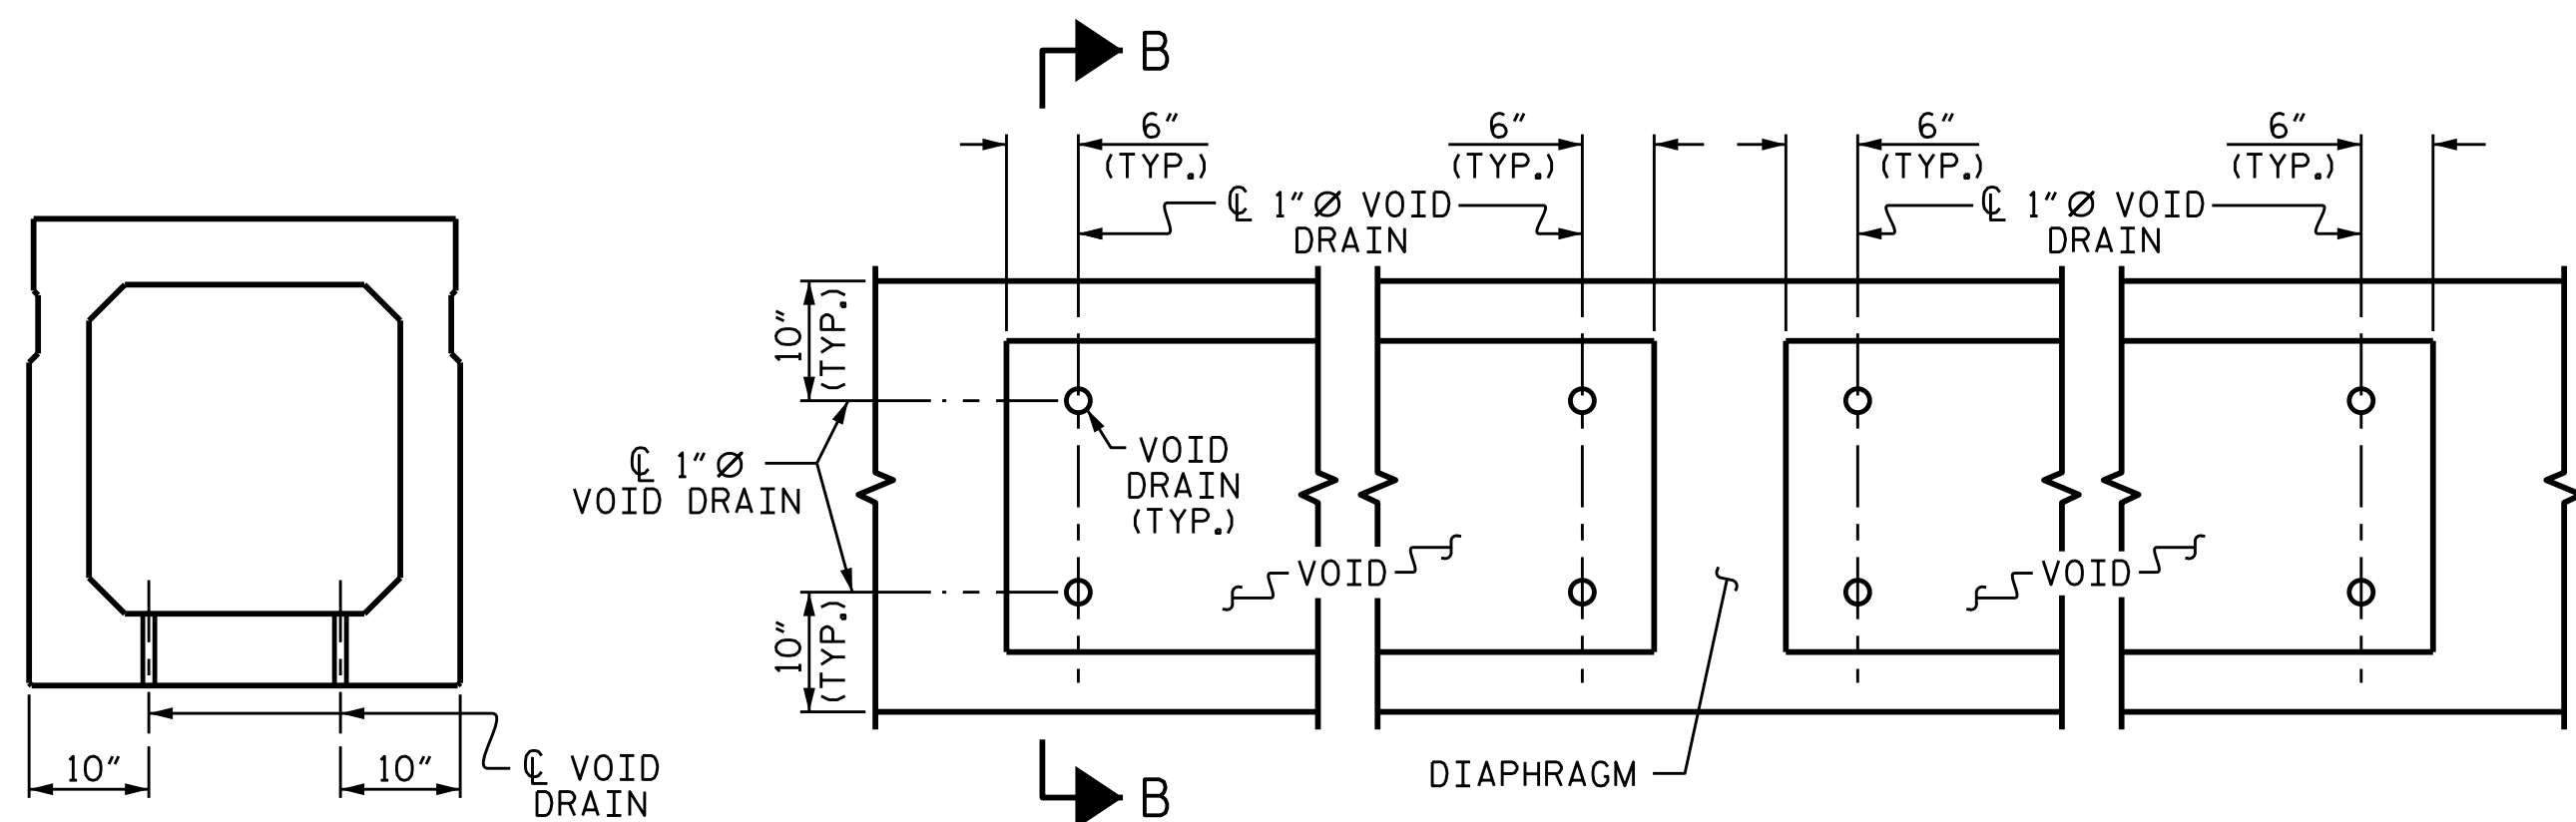 B
6″ 6″ 6″ 6″
(TYP.) (TYP.) (TYP.) (TYP.)
℄ 1″ Ø VOID
DRAIN
℄ 1″ Ø VOID
DRAIN
10″
(TYP.)
℄ 1″ Ø
VOID DRAIN
VOID
DRAIN
(TYP.)
VOID
VOID
10″
(TYP.)
10″ 10″
℄ VOID
DRAIN
DIAPHRAGM
B